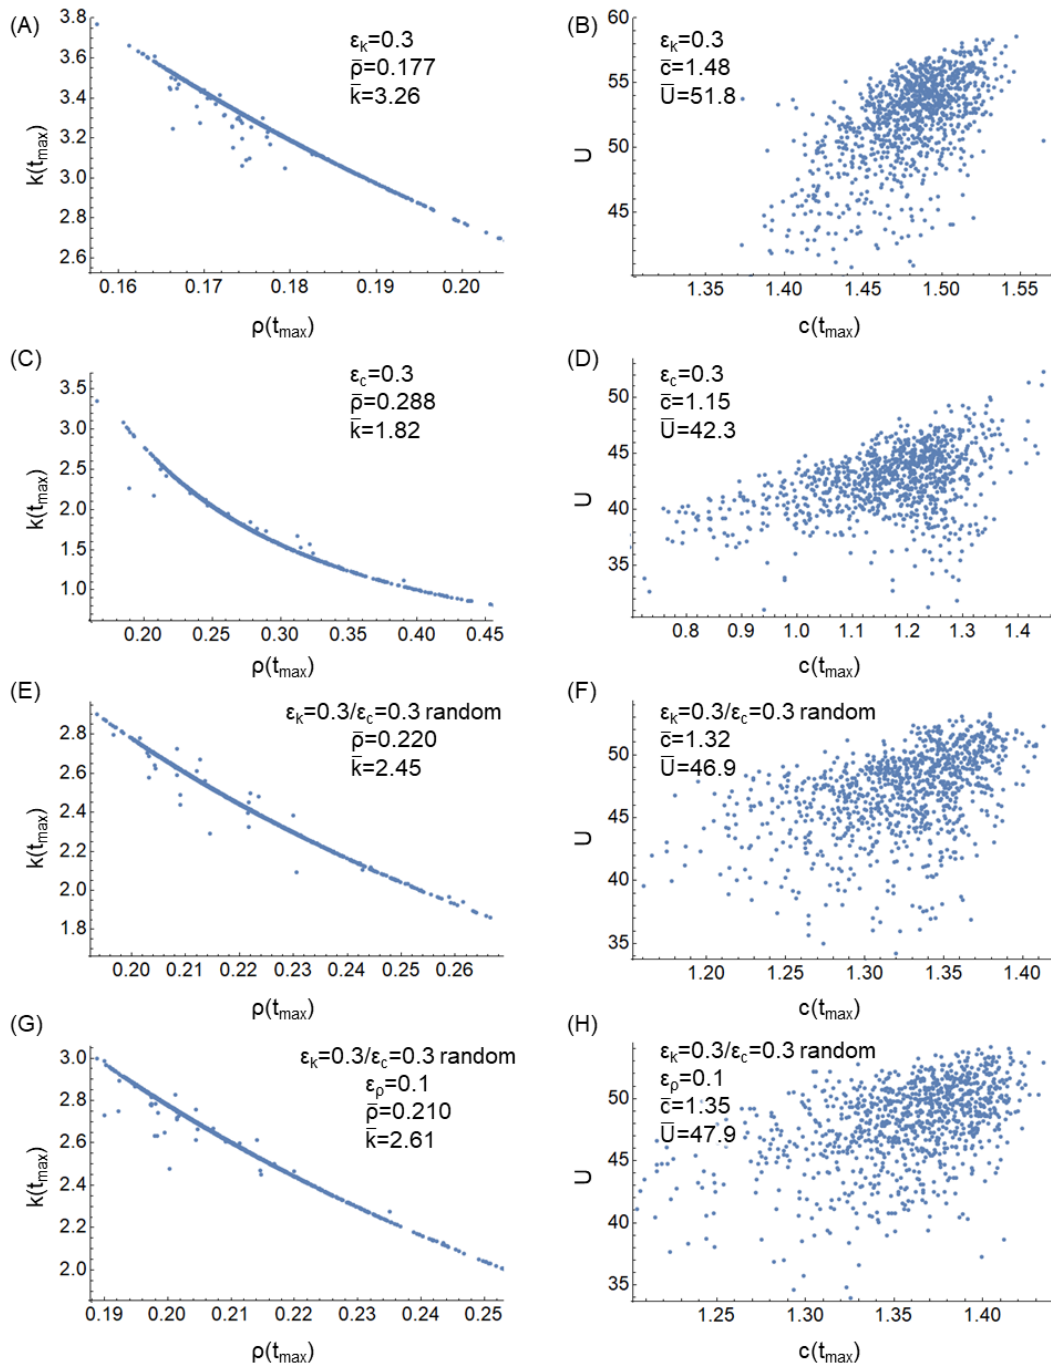 (A)
3.8
3.6
3.4
3.2
3.0
2.8
2.6
k(tmax)
εk=0.3
ρ̅=0.177
k̅=3.26
0.16 0.17 0.18 0.19 0.20
ρ(tmax)
(B)
60
55
50
45
U
εk=0.3
c̅=1.48
U̅=51.8
1.35 1.40 1.45 1.50 1.55
c(tmax)
(C)
3.5
3.0
2.5
2.0
1.5
1.0
k(tmax)
εc=0.3
ρ̅=0.288
k̅=1.82
0.20 0.25 0.30 0.35 0.40 0.45
ρ(tmax)
(D)
50
45
40
35
U
εc=0.3
c̅=1.15
U̅=42.3
0.8 0.9 1.0 1.1 1.2 1.3 1.4
c(tmax)
(E)
2.8
2.6
2.4
2.2
2.0
1.8
k(tmax)
εk=0.3/εc=0.3 random
ρ̅=0.220
k̅=2.45
0.20 0.21 0.22 0.23 0.24 0.25 0.26
ρ(tmax)
(F)
50
45
40
35
U
εk=0.3/εc=0.3 random
c̅=1.32
U̅=46.9
1.20 1.25 1.30 1.35 1.40
c(tmax)
(G)
3.0
2.8
2.6
2.4
2.2
2.0
k(tmax)
εk=0.3/εc=0.3 random
ερ=0.1
ρ̅=0.210
k̅=2.61
0.19 0.20 0.21 0.22 0.23 0.24 0.25
ρ(tmax)
(H)
50
45
40
35
U
εk=0.3/εc=0.3 random
ερ=0.1
c̅=1.35
U̅=47.9
1.25 1.30 1.35 1.40
c(tmax)